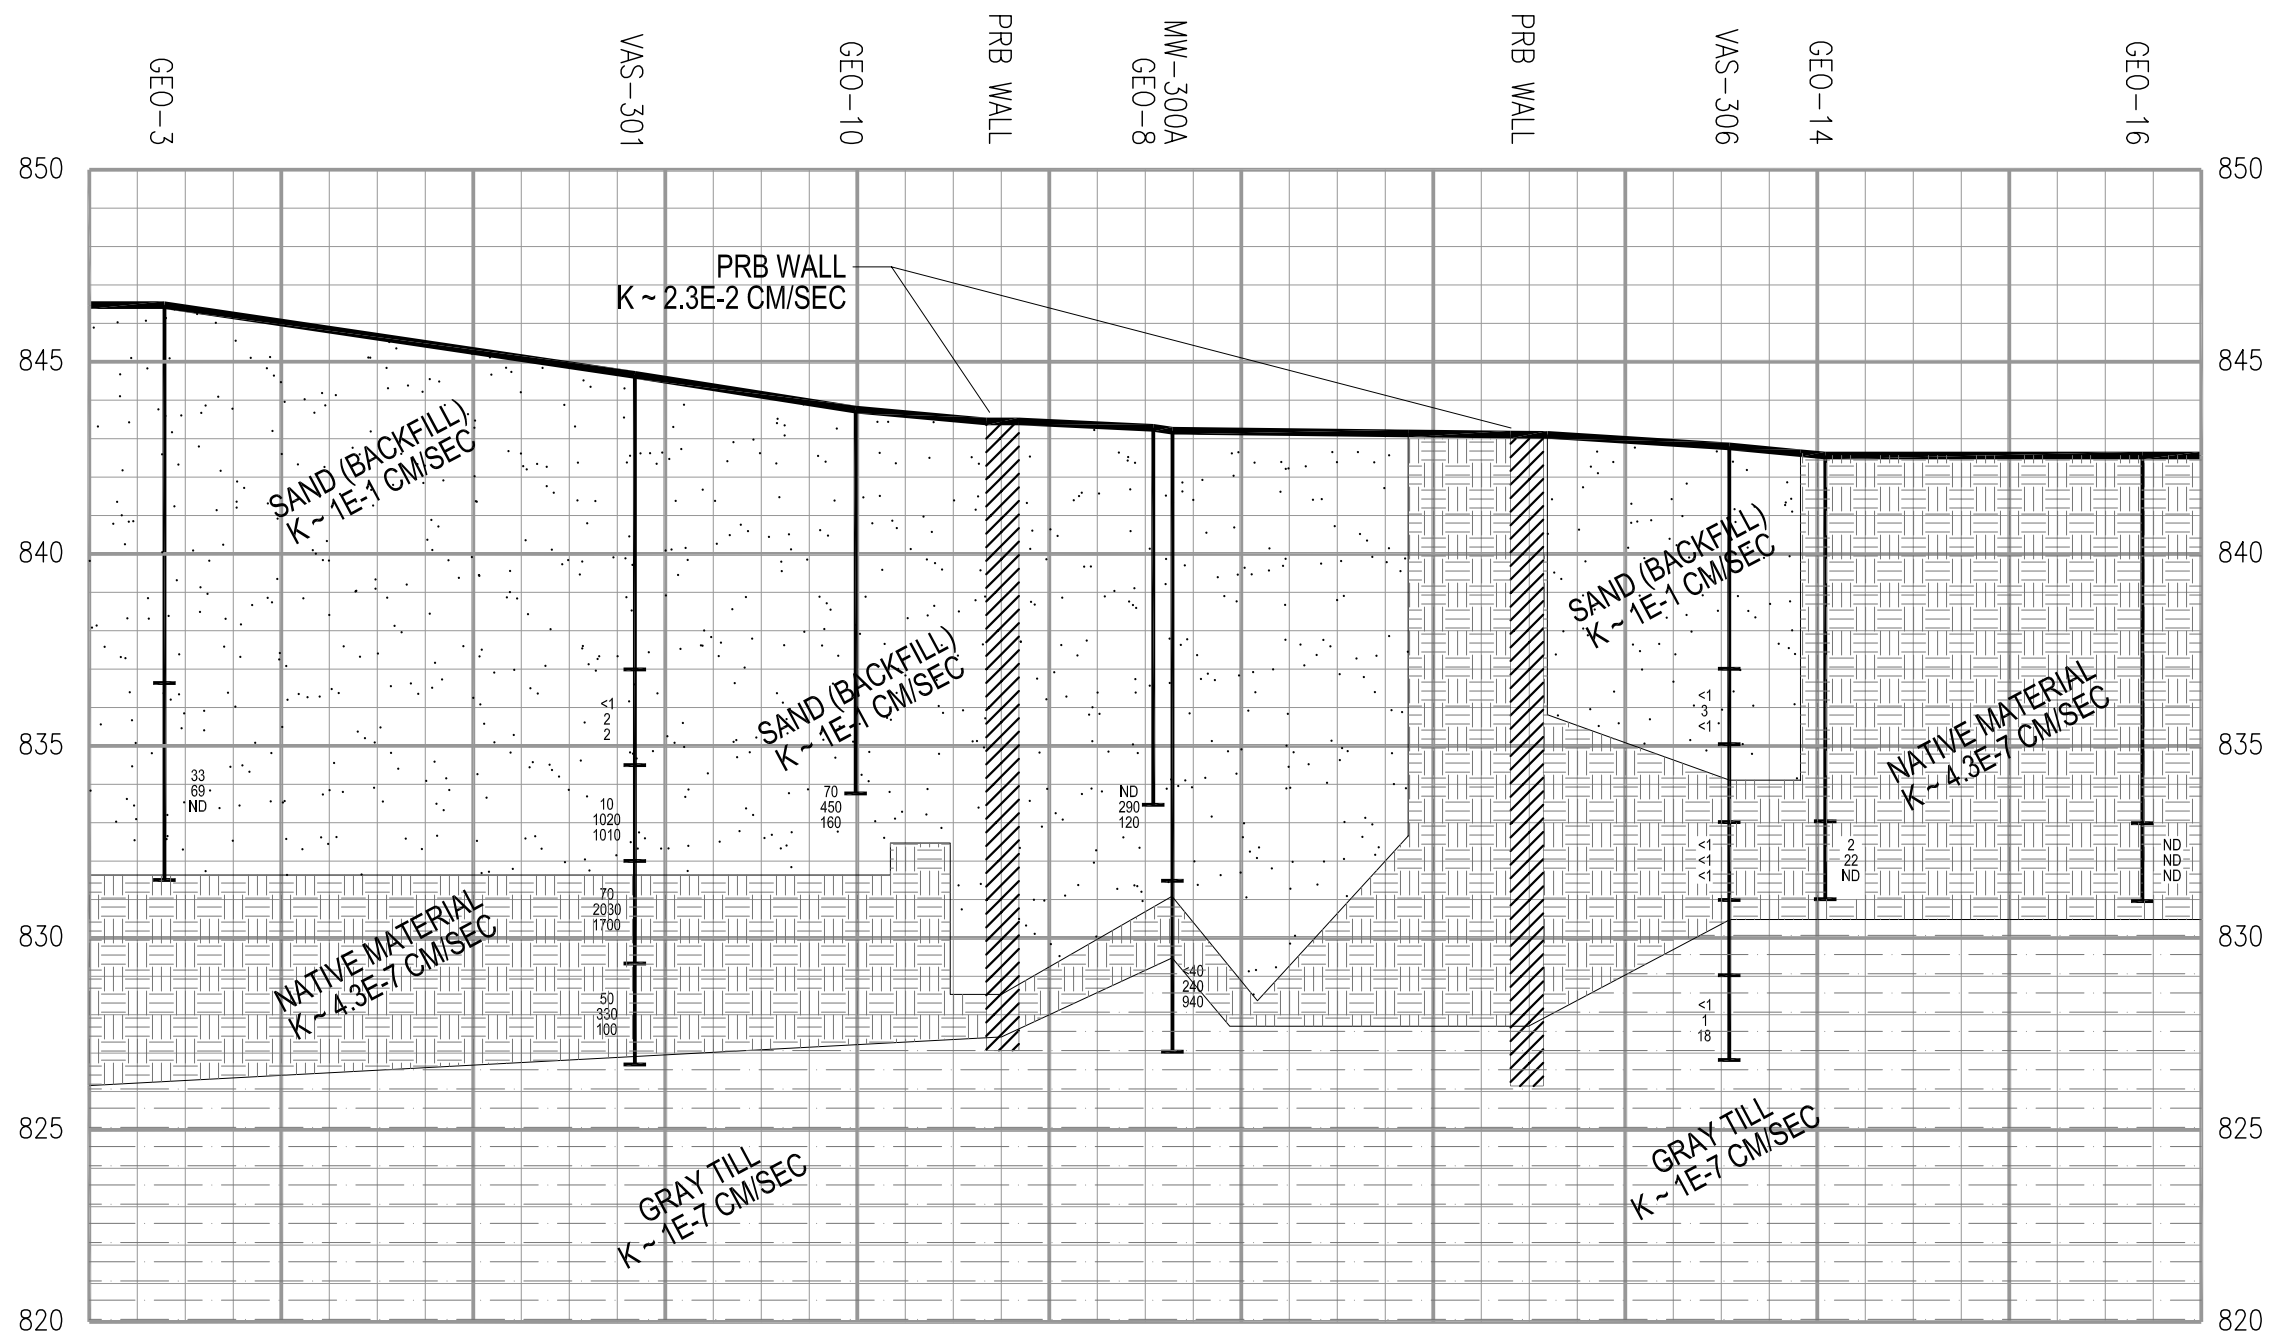 GEO-3
VAS-301
GEO-10
PRB WALL
GEO-8
MW-300A
PRB WALL
VAS-306
GEO-14
GEO-16
850
850
PRB WALL
K ~ 2.3E-2 CM/SEC
845
845
SAND (BACKFILL)
K ~ 1E-1 CM/SEC
840
840
SAND (BACKFILL)
K ~ 1E-1 CM/SEC
SAND (BACKFILL)
K ~ 1E-1 CM/SEC
NATIVE MATERIAL
K ~ 4.3E-7 CM/SEC
<1
2
2
<1
3
<1
835
835
33
69
ND
10
1020
1010
70
450
160
ND
290
120
<1
<1
<1
2
22
ND
ND
ND
ND
70
2030
1700
830
830
NATIVE MATERIAL
K ~ 4.3E-7 CM/SEC
50
330
100
<40
240
940
<1
1
18
825
825
GRAY TILL
K ~ 1E-7 CM/SEC
GRAY TILL
K ~ 1E-7 CM/SEC
820
820